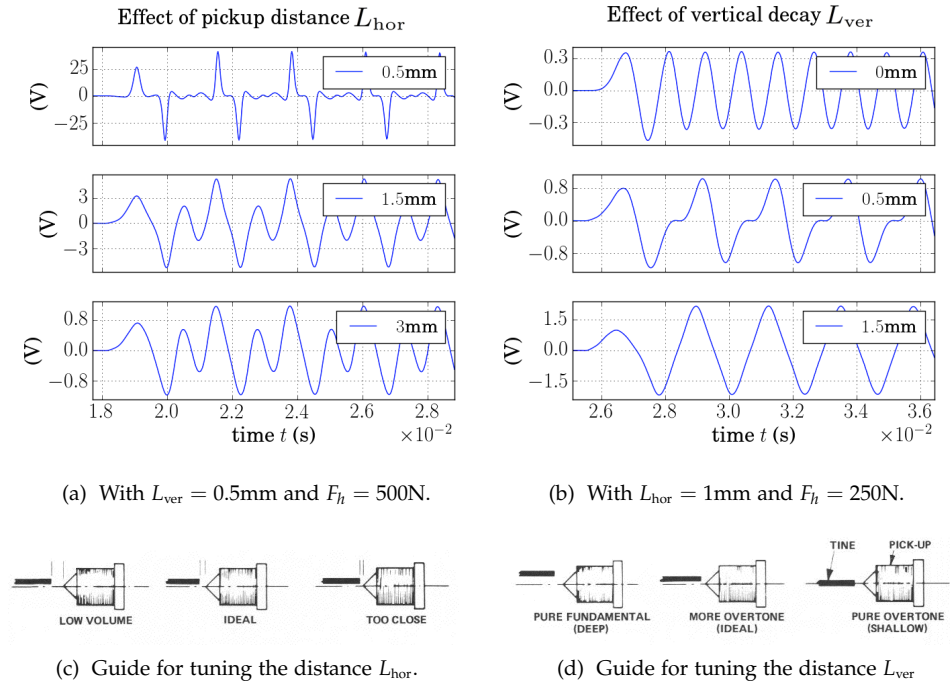 Effect of pickup distance L_hor
25
0
−25
(V)
0.5mm
3
0
−3
(V)
1.5mm
0.8
0.0
−0.8
(V)
3mm
1.8 2.0 2.2 2.4 2.6 2.8
time t (s)
×10⁻²
(a) With L_ver = 0.5mm and F_h = 500N.
Effect of vertical decay L_ver
0.3
0.0
−0.3
(V)
0mm
0.8
0.0
−0.8
(V)
0.5mm
1.5
0.0
−1.5
(V)
1.5mm
2.6 2.8 3.0 3.2 3.4 3.6
time t (s)
×10⁻²
(b) With L_hor = 1mm and F_h = 250N.
LOW VOLUME
IDEAL
TOO CLOSE
(c) Guide for tuning the distance L_hor.
TINE
PICK-UP
PURE FUNDAMENTAL
(DEEP)
MORE OVERTONE
(IDEAL)
PURE OVERTONE
(SHALLOW)
(d) Guide for tuning the distance L_ver